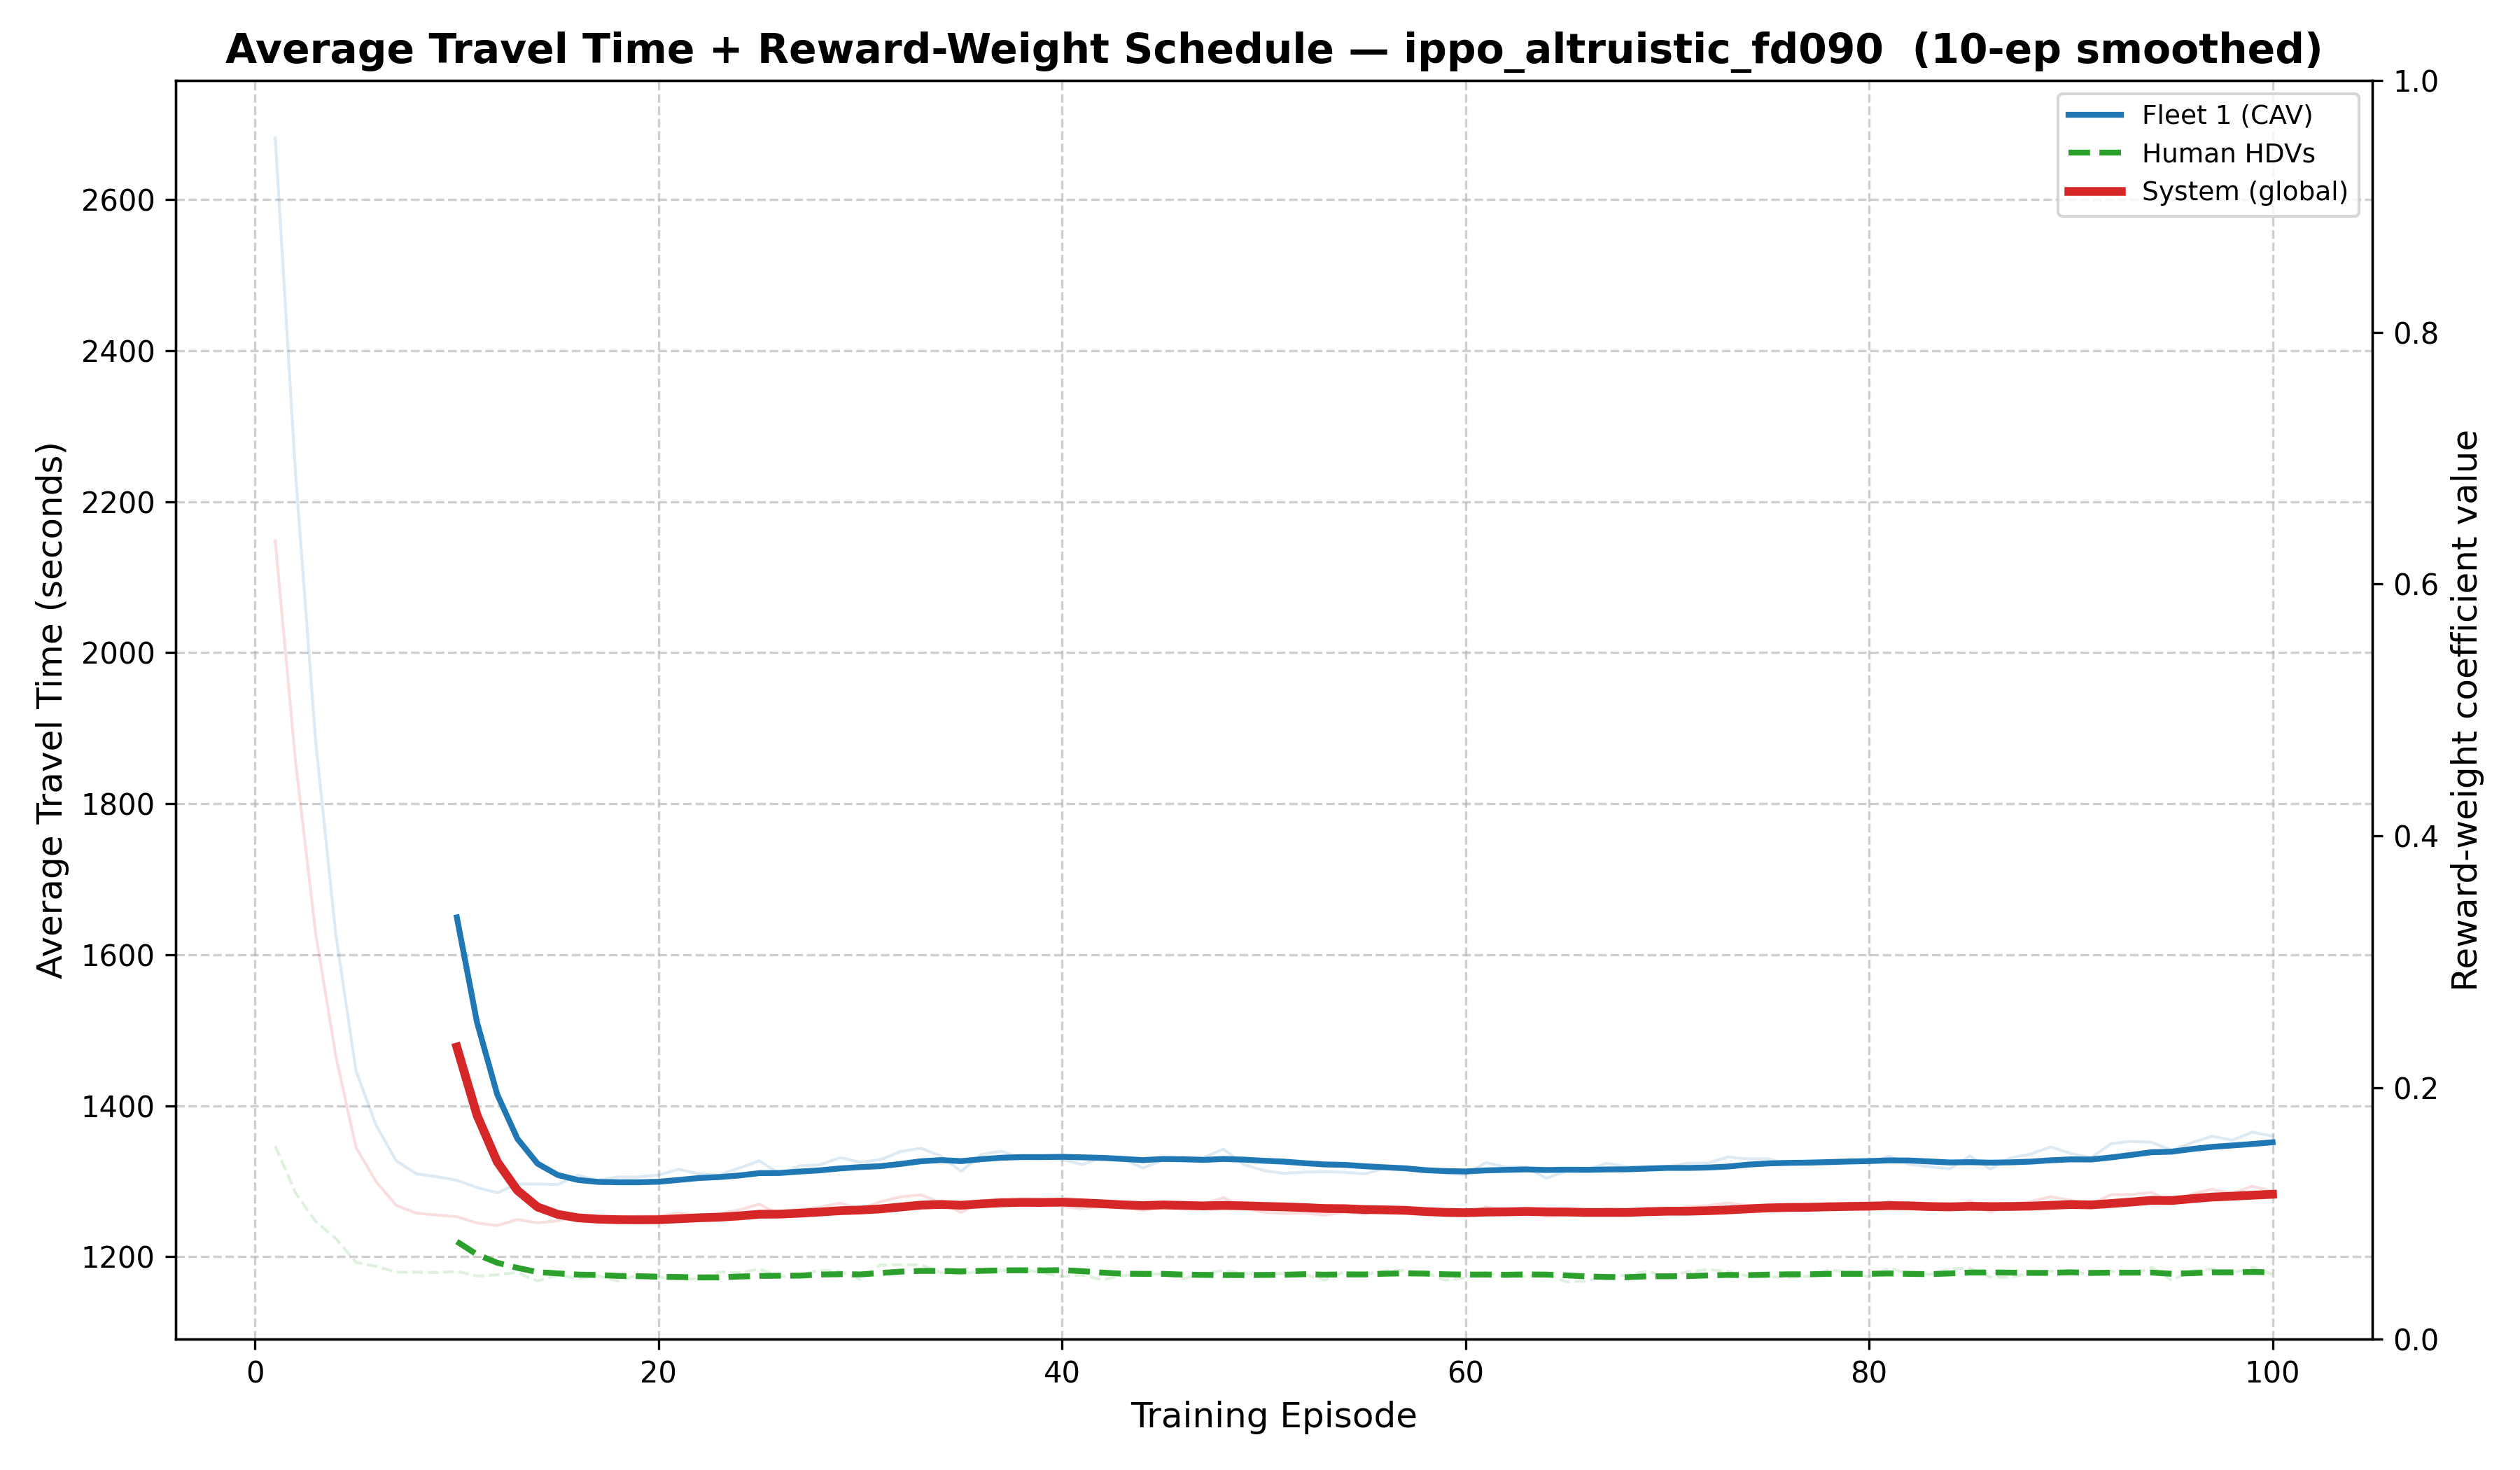 Average Travel Time + Reward-Weight Schedule — ippo_altruistic_fd090 (10-ep smoothed)
Fleet 1 (CAV)
Human HDVs
System (global)
Average Travel Time (seconds)
2600
2400
2200
2000
1800
1600
1400
1200
1.0
0.8
0.6
0.4
0.2
0.0
Reward-weight coefficient value
0 20 40 60 80 100
Training Episode